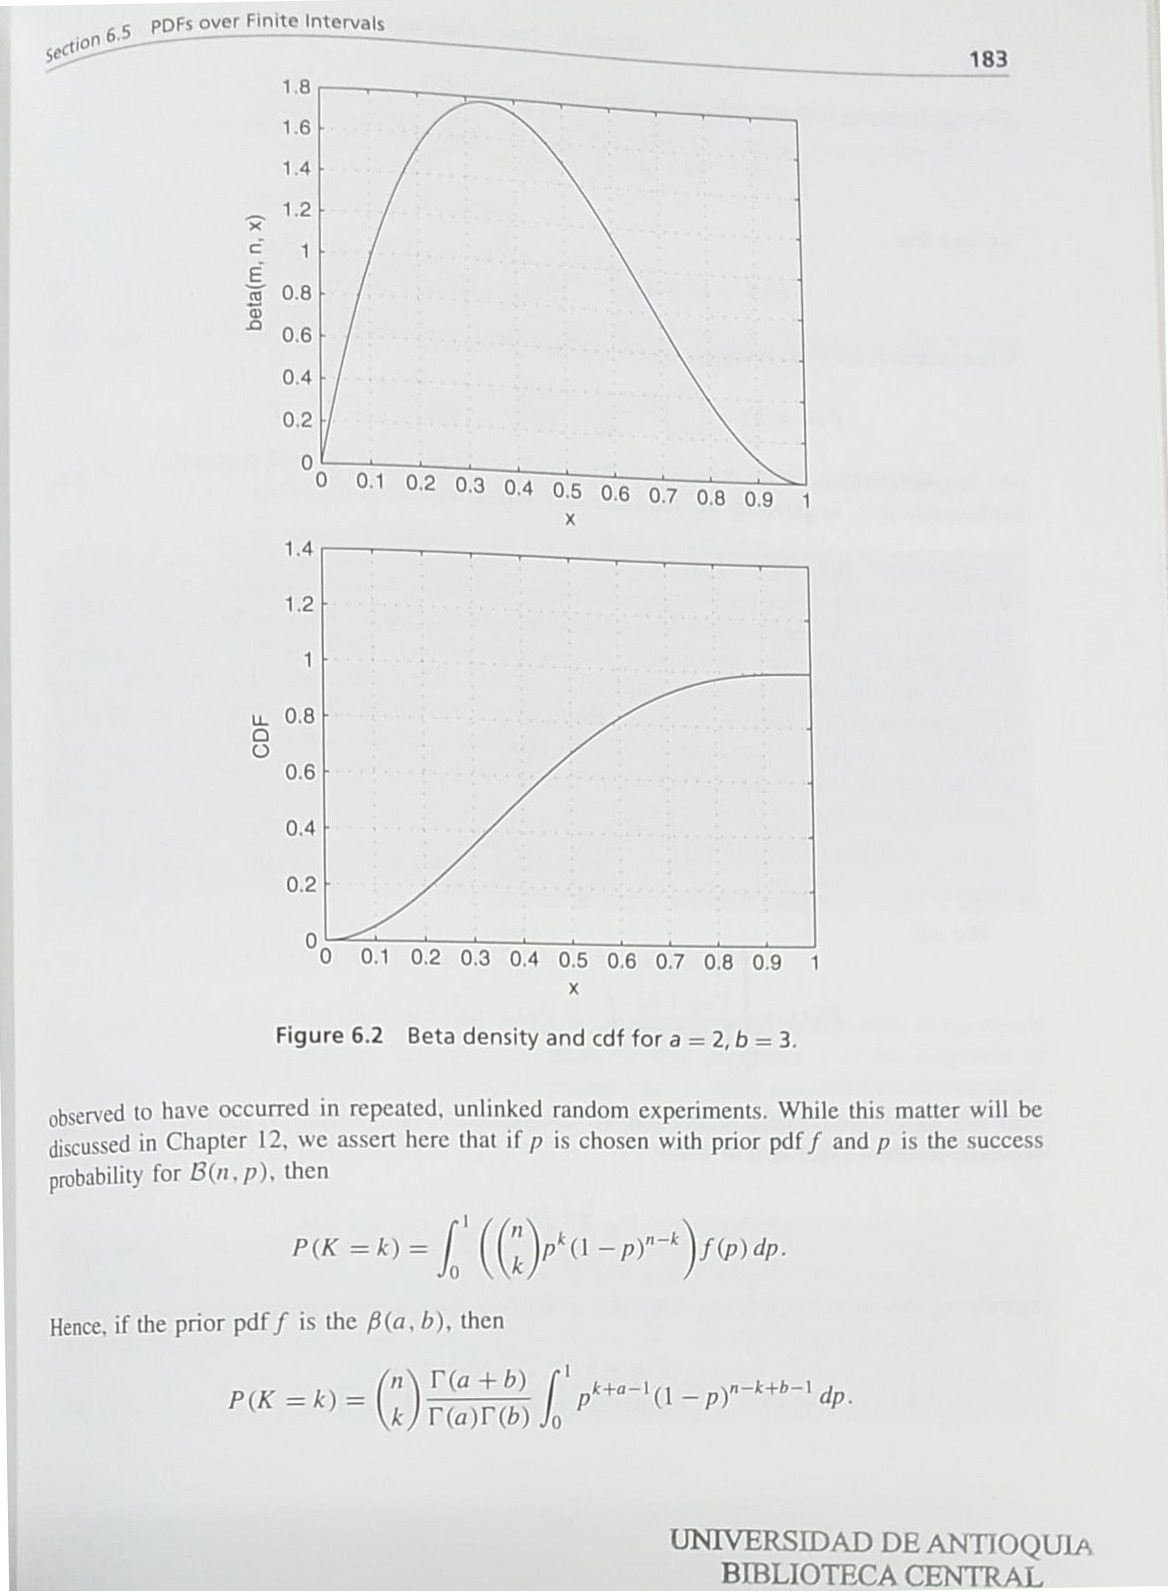 Section 6.5 PDFs over Finite Intervals
183
1.8
1.6
1.4
1.2
1
0.8
0.6
0.4
0.2
0
beta(m, n, x)
0 0.1 0.2 0.3 0.4 0.5 0.6 0.7 0.8 0.9 1
x
1.4
1.2
1
0.8
0.6
0.4
0.2
0
CDF
0 0.1 0.2 0.3 0.4 0.5 0.6 0.7 0.8 0.9 1
x
Figure 6.2 Beta density and cdf for a = 2, b = 3.
observed to have occurred in repeated, unlinked random experiments. While this matter will be
discussed in Chapter 12, we assert here that if p is chosen with prior pdf f and p is the success
probability for B(n, p), then
P(K = k) = ∫₀¹ ((n k) pᵏ(1 − p)ⁿ⁻ᵏ) f(p) dp.
Hence, if the prior pdf f is the β(a, b), then
P(K = k) = (n k) Γ(a + b) / Γ(a)Γ(b) ∫₀¹ p^{k+a−1}(1 − p)^{n−k+b−1} dp.
UNIVERSIDAD DE ANTIOQUIA
BIBLIOTECA CENTRAL